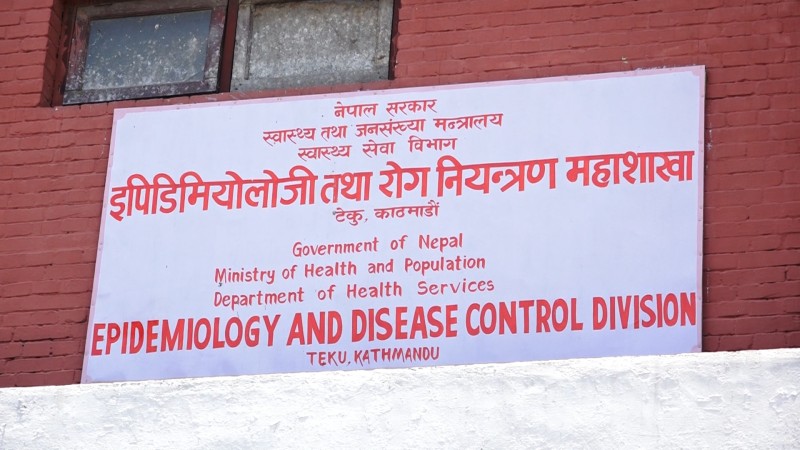 नेपाल सरकार
स्वास्थ्य तथा जनसंख्या मन्त्रालय
स्वास्थ्य सेवा विभाग
इपिडिमियोलोजी तथा रोग नियन्त्रण महाशाखा
टेकु, काठमाडौं
Government of Nepal
Ministry of Health and Population
Department of Health Services
EPIDEMIOLOGY AND DISEASE CONTROL DIVISION
TEKU, KATHMANDU